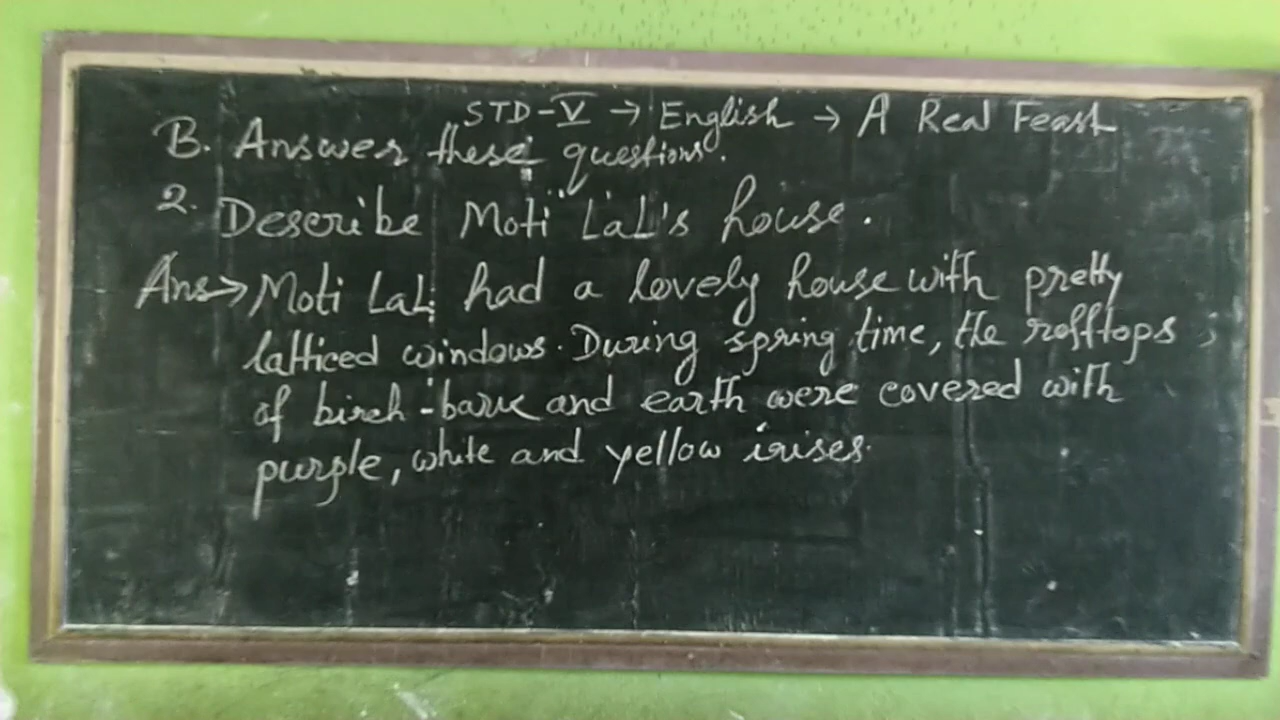 STD-V → English → A Real Feast
B. Answer these questions.
2. Describe Moti Lal's house.
Ans→ Moti Lal had a lovely house with pretty
latticed windows. During spring time, the rofftops
of birch-bark and earth were covered with
purple, white and yellow irises.